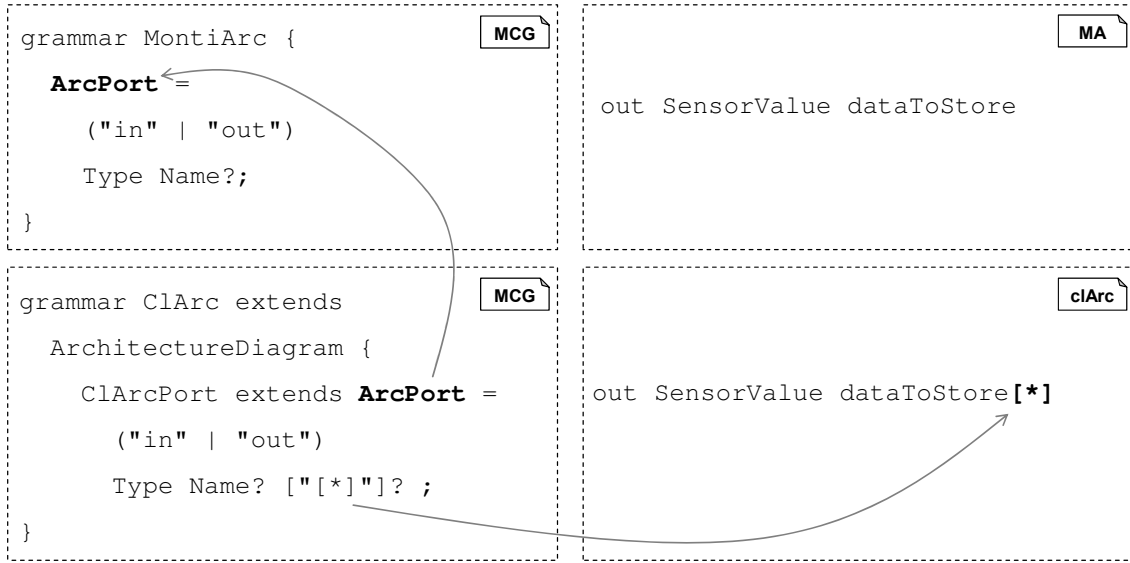 grammar MontiArc {
MCG
ArcPort =
("in" | "out")
Type Name?;
}
MA
out SensorValue dataToStore
grammar ClArc extends
MCG
ArchitectureDiagram {
ClArcPort extends ArcPort =
("in" | "out")
Type Name? ["[*]"]? ;
}
clArc
out SensorValue dataToStore[*]